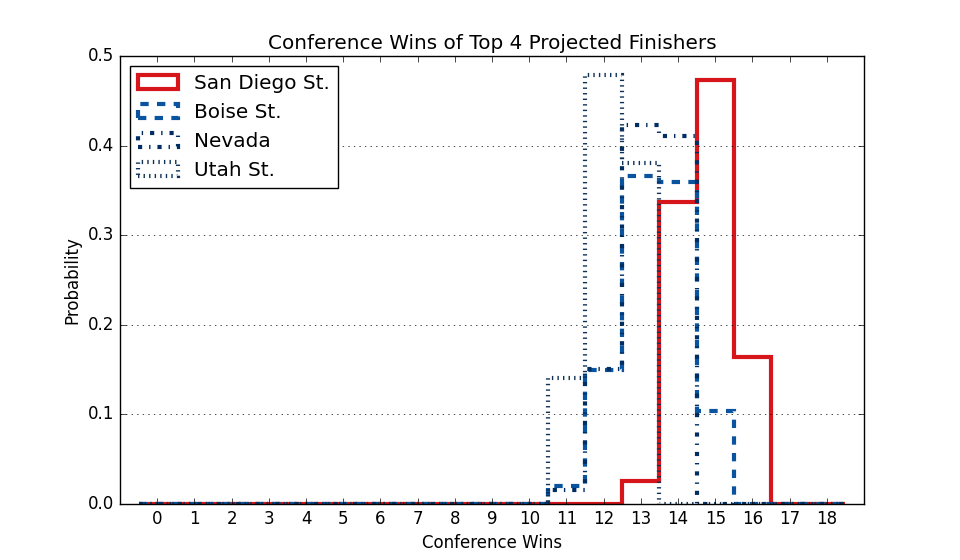 Conference Wins of Top 4 Projected Finishers
San Diego St.
Boise St.
Nevada
Utah St.
Probability
0.5
0.4
0.3
0.2
0.1
0.0
0 1 2 3 4 5 6 7 8 9 10 11 12 13 14 15 16 17 18
Conference Wins